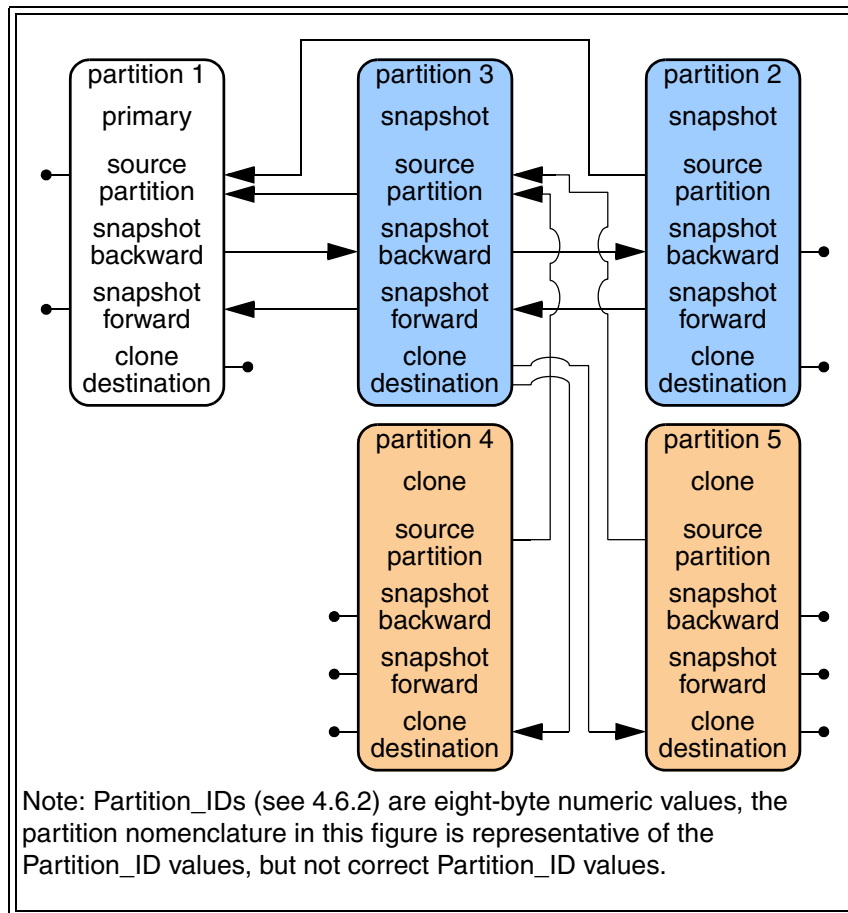 partition 1
primary
source
partition
snapshot
backward
snapshot
forward
clone
destination
partition 3
snapshot
source
partition
snapshot
backward
snapshot
forward
clone
destination
partition 2
snapshot
source
partition
snapshot
backward
snapshot
forward
clone
destination
partition 4
clone
source
partition
snapshot
backward
snapshot
forward
clone
destination
partition 5
clone
source
partition
snapshot
backward
snapshot
forward
clone
destination
Note: Partition_IDs (see 4.6.2) are eight-byte numeric values, the
partition nomenclature in this figure is representative of the
Partition_ID values, but not correct Partition_ID values.